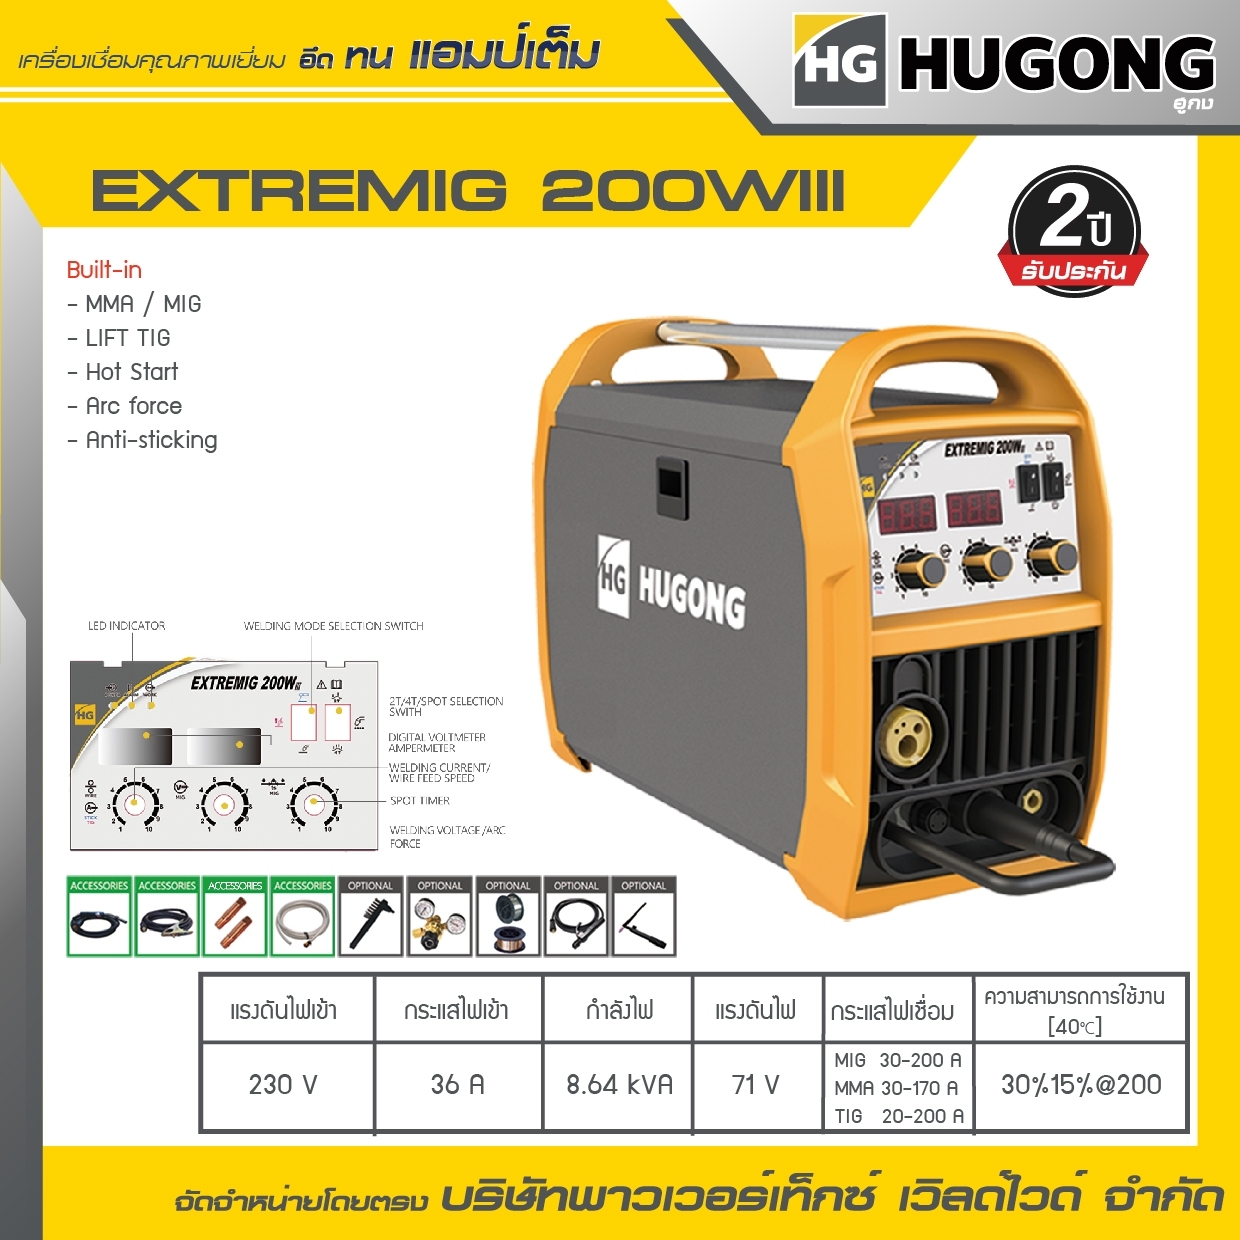 เครื่องเชื่อมคุณภาพเยี่ยม อึด ทน แอมป์เต็ม
HG HUGONG
ฮูกง
EXTREMIG 200WIII
2 ปี
รับประกัน
Built-in
- MMA / MIG
- LIFT TIG
- Hot Start
- Arc force
- Anti-sticking
EXTREMIG 200W III
HG
HG HUGONG
LED INDICATOR
WELDING MODE SELECTION SWITCH
EXTREMIG 200W III
HG
2T/4T/SPOT SELECTION
SWITH
DIGITAL VOLTMETER
AMPERMETER
WELDING CURRENT/
WIRE FEED SPEED
SPOT TIMER
WELDING VOLTAGE /ARC
FORCE
ACCESSORIES ACCESSORIES ACCESSORIES ACCESSORIES OPTIONAL OPTIONAL OPTIONAL OPTIONAL OPTIONAL
แรงดันไฟเข้า กระแสไฟเข้า กำลังไฟ แรงดันไฟ กระแสไฟเชื่อม ความสามารถการใช้งาน
[40℃]
230 V 36 A 8.64 kVA 71 V MIG 30-200 A 30%15%@200
MMA 30-170 A
TIG 20-200 A
จัดจำหน่ายโดยตรง บริษัทพาวเวอร์เท็กซ์ เวิลด์ไวด์ จำกัด